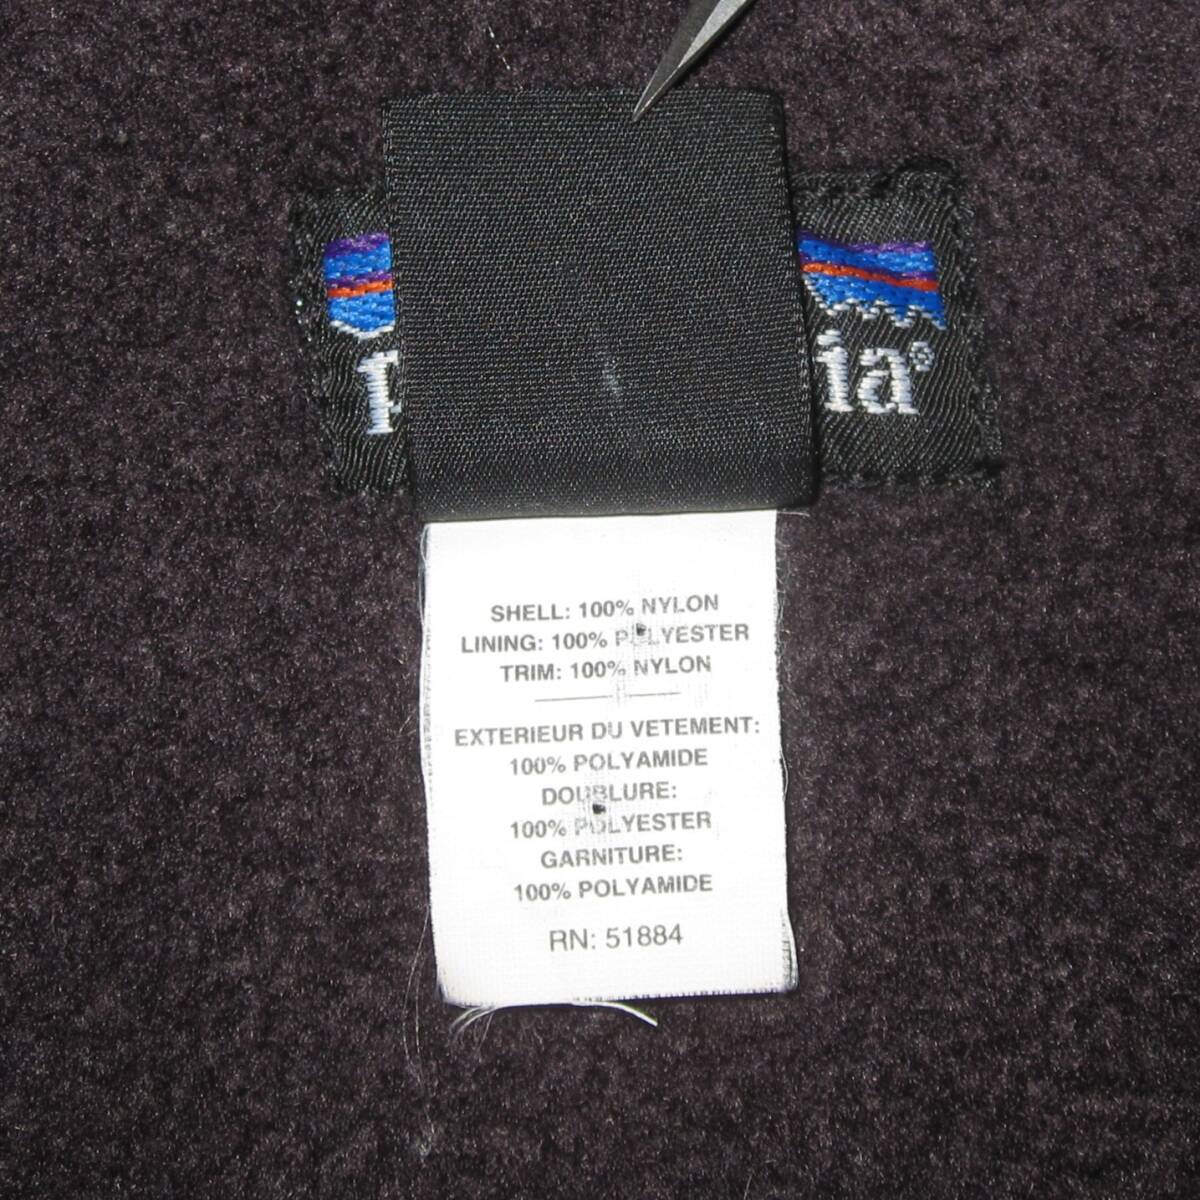 p ia®
SHELL: 100% NYLON
LINING: 100% POLYESTER
TRIM: 100% NYLON
EXTERIEUR DU VETEMENT:
100% POLYAMIDE
DOUBLURE:
100% POLYESTER
GARNITURE:
100% POLYAMIDE
RN: 51884